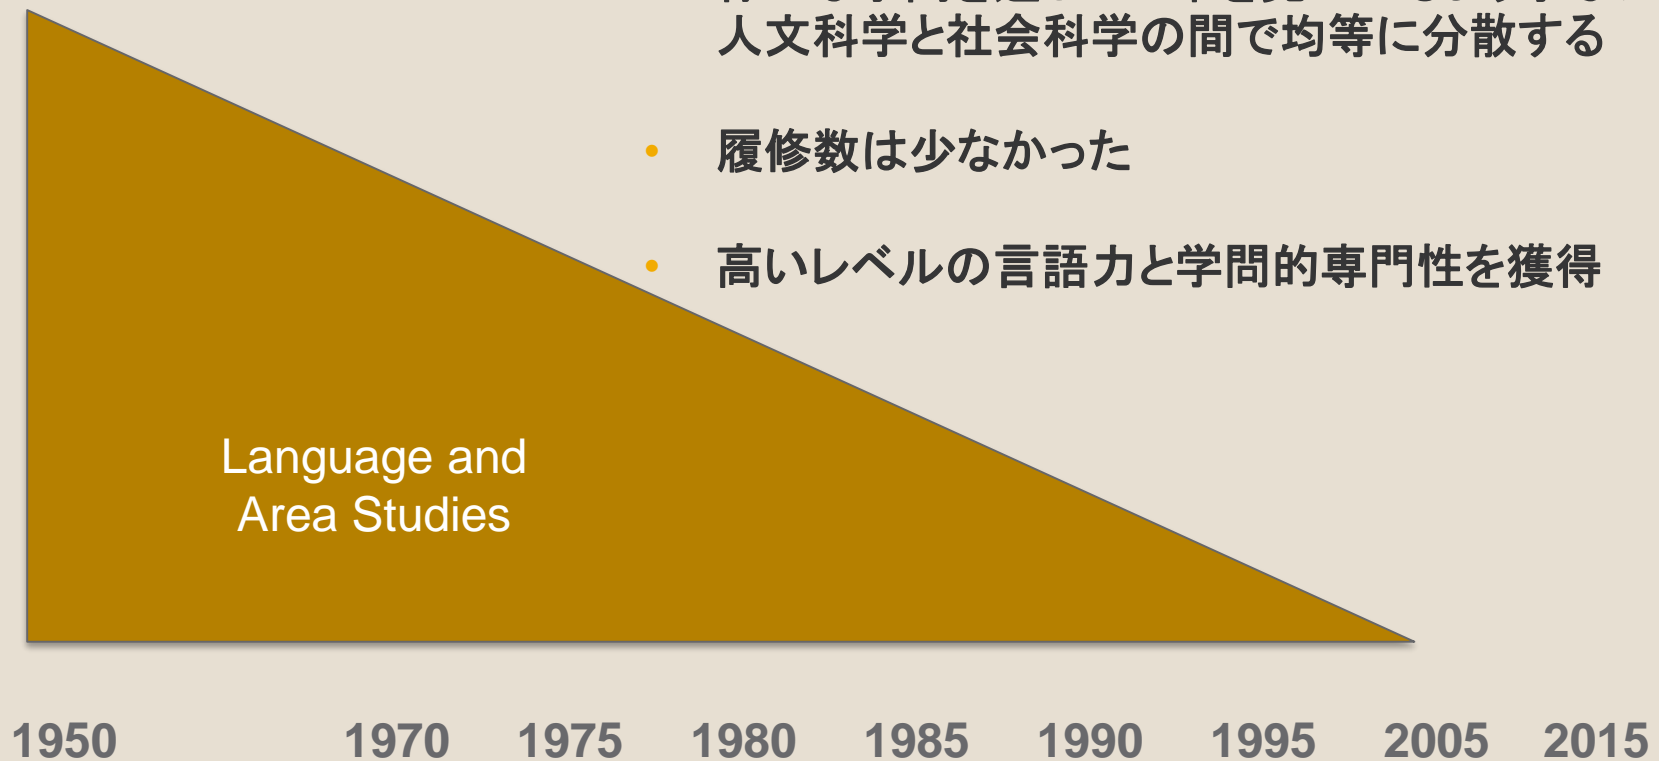 人文科学と社会科学の間で均等に分散する
• 履修数は少なかった
• 高いレベルの言語力と学問的専門性を獲得
Language and
Area Studies
1950 1970 1975 1980 1985 1990 1995 2005 2015